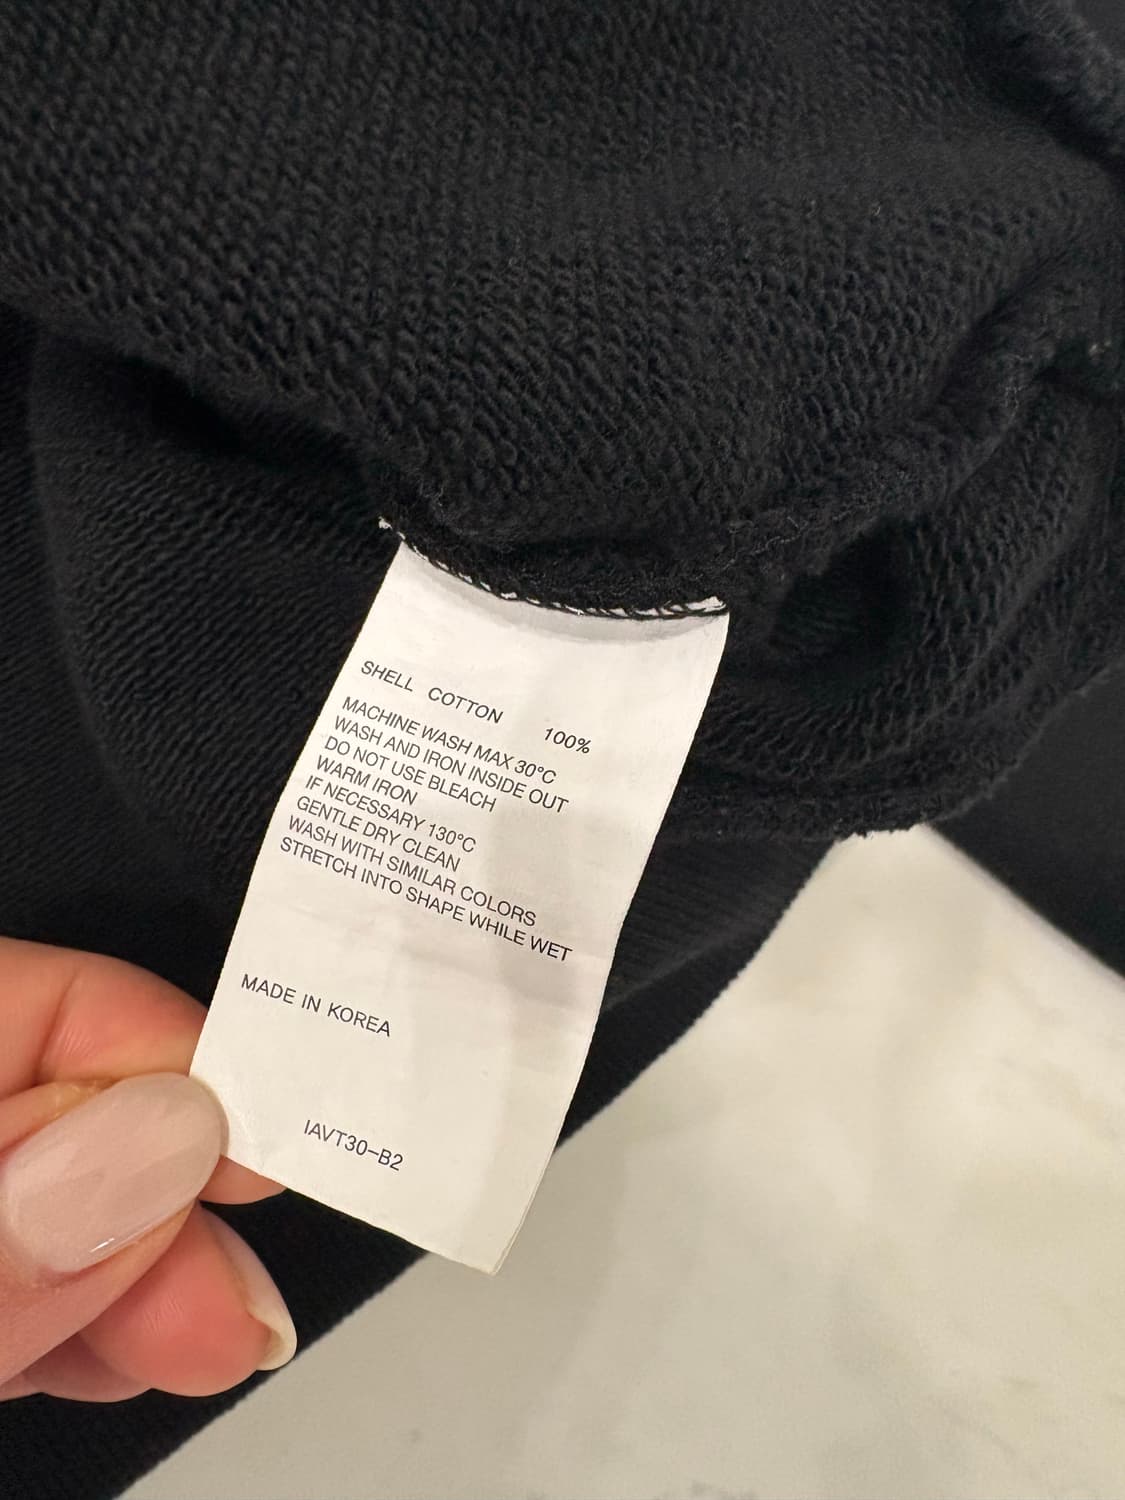 SHELL COTTON 100%
MACHINE WASH MAX 30°C
WASH AND IRON INSIDE OUT
DO NOT USE BLEACH
WARM IRON
IF NECESSARY 130°C
GENTLE DRY CLEAN
WASH WITH SIMILAR COLORS
STRETCH INTO SHAPE WHILE WET
MADE IN KOREA
IAVT30-B2